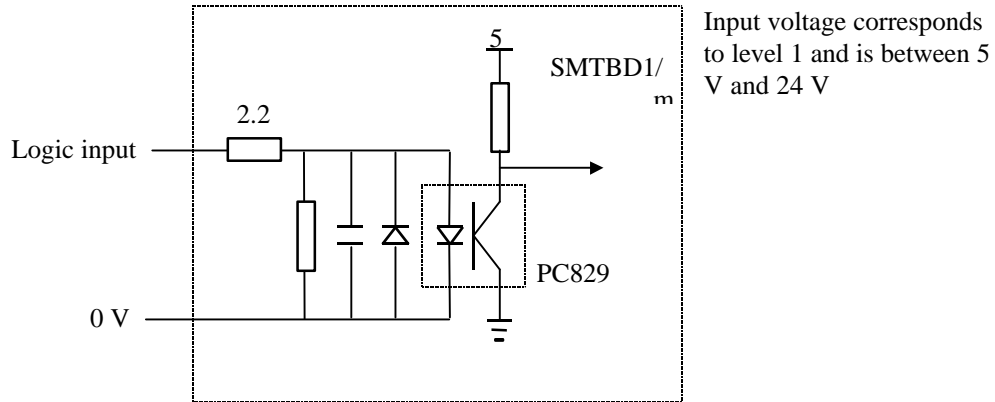 Input voltage corresponds
to level 1 and is between 5
V and 24 V
5
SMTBD1/
m
2.2
Logic input
PC829
0 V